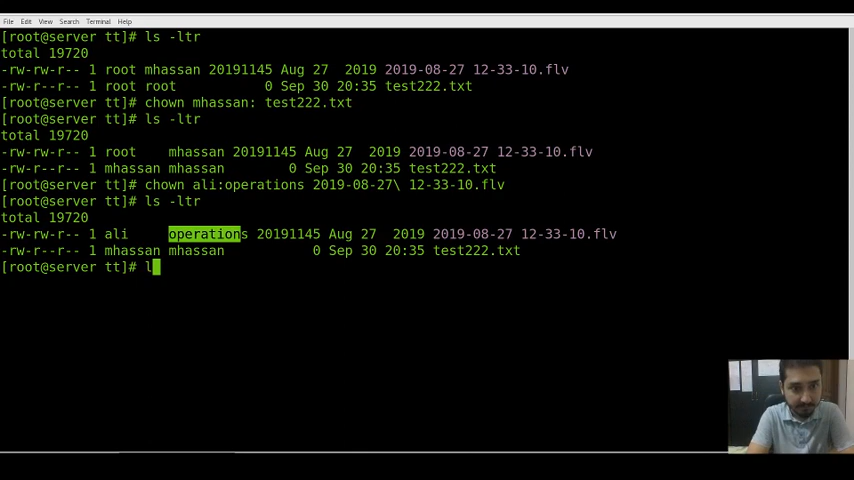 File Edit View Search Terminal Help
[root@server tt]# ls -ltr
total 19720
-rw-rw-r-- 1 root mhassan 20191145 Aug 27  2019 2019-08-27 12-33-10.flv
-rw-r--r-- 1 root root           0 Sep 30 20:35 test222.txt
[root@server tt]# chown mhassan: test222.txt
[root@server tt]# ls -ltr
total 19720
-rw-rw-r-- 1 root    mhassan 20191145 Aug 27  2019 2019-08-27 12-33-10.flv
-rw-r--r-- 1 mhassan mhassan        0 Sep 30 20:35 test222.txt
[root@server tt]# chown ali:operations 2019-08-27\ 12-33-10.flv
[root@server tt]# ls -ltr
total 19720
-rw-rw-r-- 1 ali     operations 20191145 Aug 27  2019 2019-08-27 12-33-10.flv
-rw-r--r-- 1 mhassan mhassan           0 Sep 30 20:35 test222.txt
[root@server tt]# l